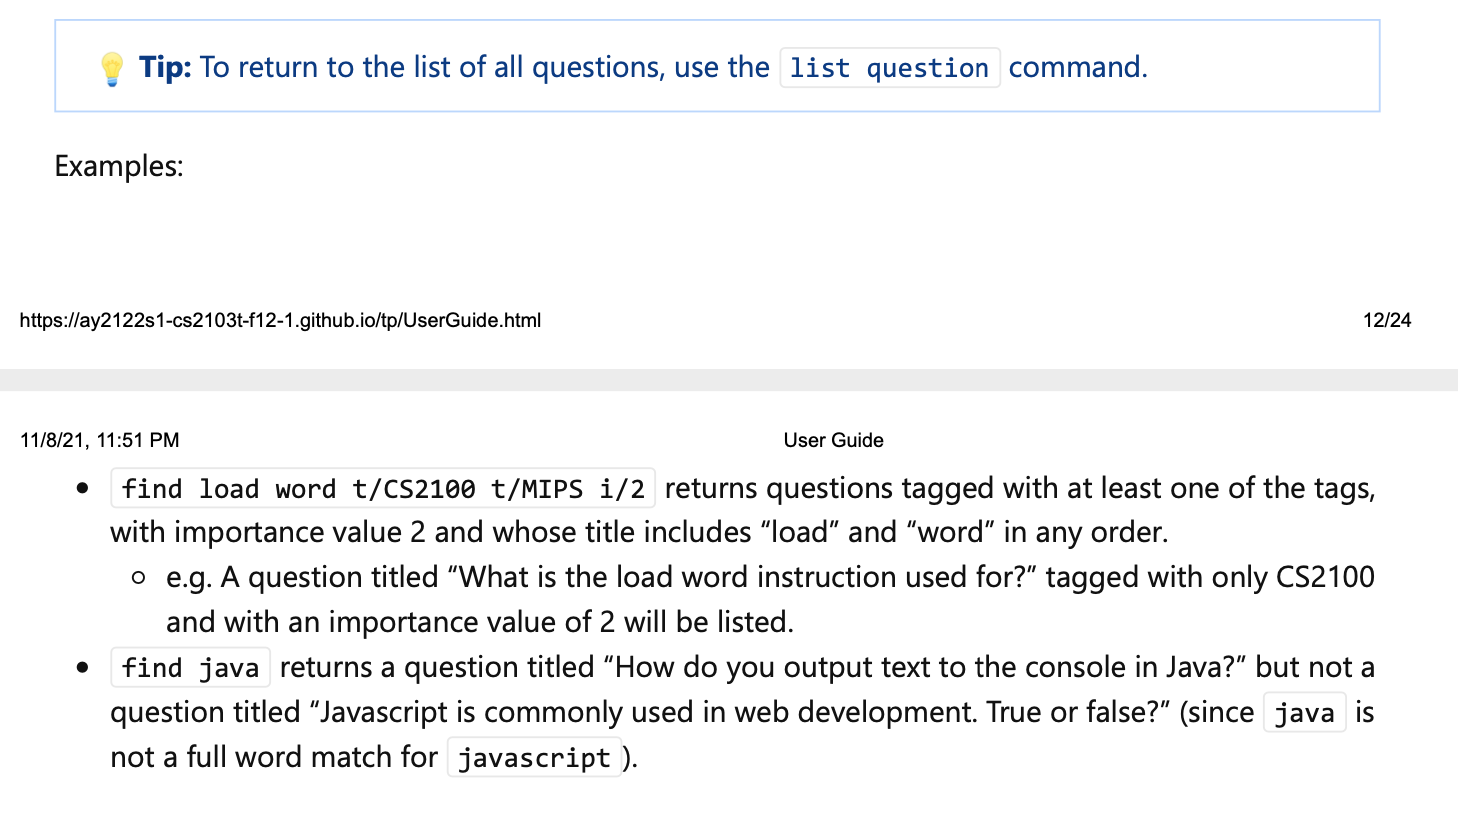 💡 Tip: To return to the list of all questions, use the list question command.
Examples:
https://ay2122s1-cs2103t-f12-1.github.io/tp/UserGuide.html 12/24
11/8/21, 11:51 PM User Guide
• find load word t/CS2100 t/MIPS i/2 returns questions tagged with at least one of the tags,
with importance value 2 and whose title includes “load” and “word” in any order.
○ e.g. A question titled “What is the load word instruction used for?” tagged with only CS2100
and with an importance value of 2 will be listed.
• find java returns a question titled “How do you output text to the console in Java?” but not a
question titled “Javascript is commonly used in web development. True or false?” (since java is
not a full word match for javascript ).